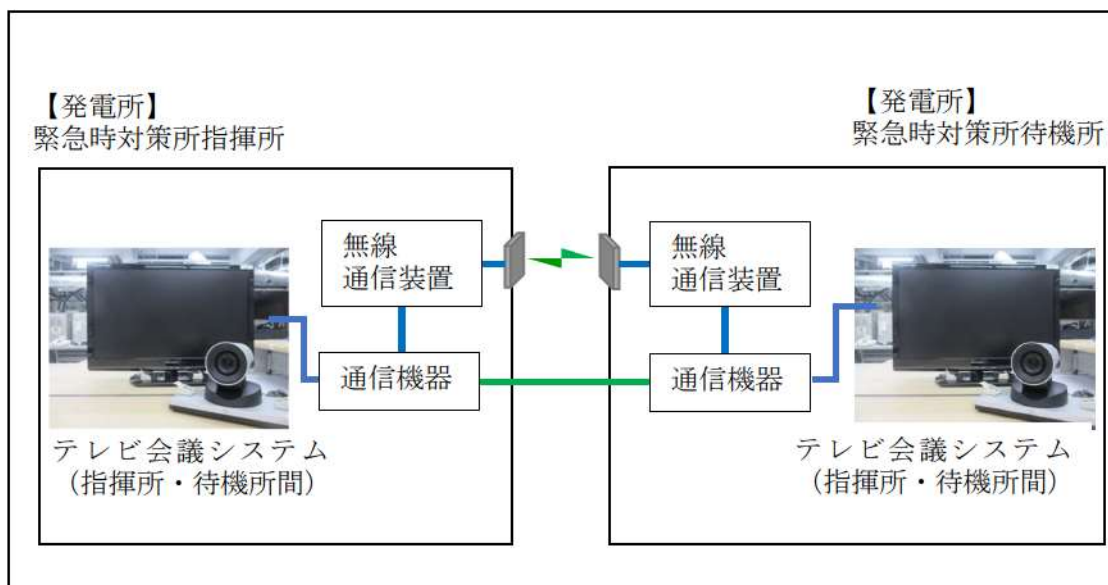 【発電所】
緊急時対策所指揮所
無線
通信装置
通信機器
テレビ会議システム
（指揮所・待機所間）
【発電所】
緊急時対策所待機所
無線
通信装置
通信機器
テレビ会議システム
（指揮所・待機所間）